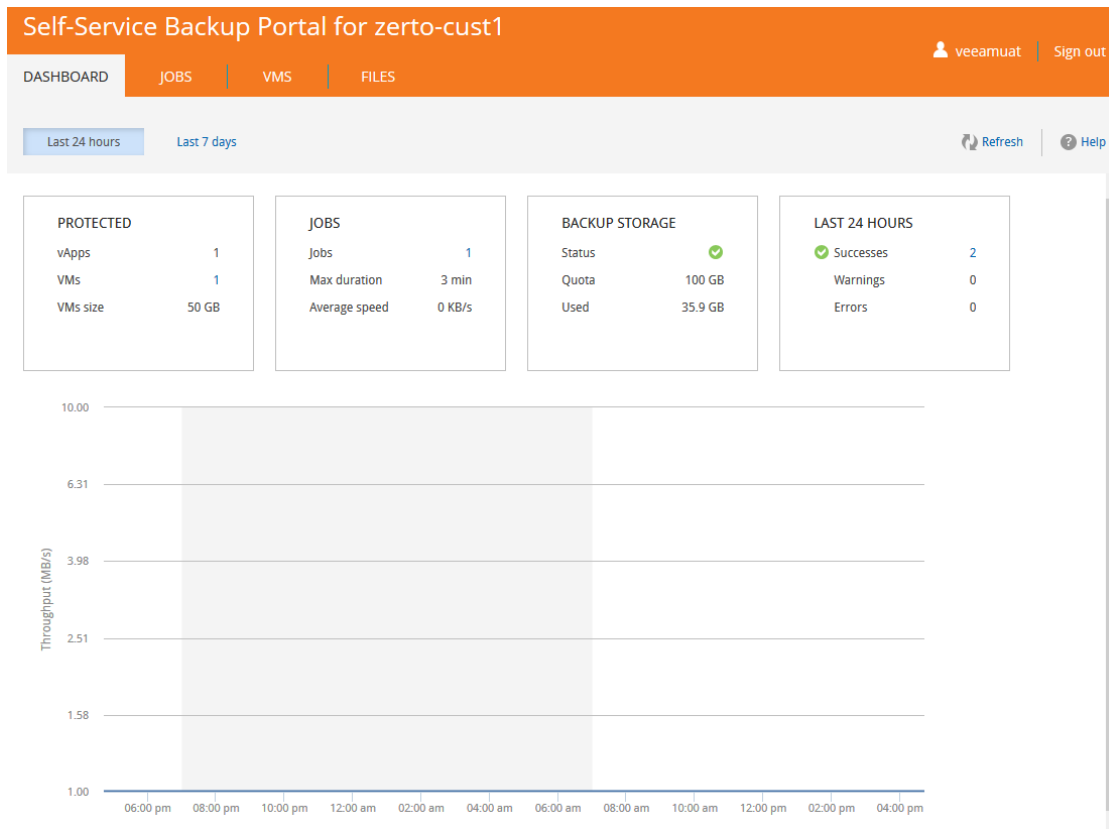 Self-Service Backup Portal for zerto-cust1
veeamuat
Sign out
DASHBOARD
JOBS
VMS
FILES
Last 24 hours
Last 7 days
Refresh
Help
PROTECTED
vApps 1
VMs 1
VMs size 50 GB
JOBS
Jobs 1
Max duration 3 min
Average speed 0 KB/s
BACKUP STORAGE
Status
Quota 100 GB
Used 35.9 GB
LAST 24 HOURS
Successes 2
Warnings 0
Errors 0
Throughput (MB/s)
10.00
6.31
3.98
2.51
1.58
1.00
06:00 pm 08:00 pm 10:00 pm 12:00 am 02:00 am 04:00 am 06:00 am 08:00 am 10:00 am 12:00 pm 02:00 pm 04:00 pm